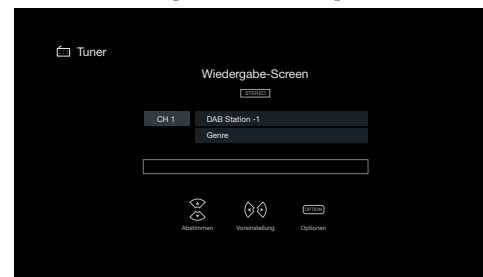 Tuner
Wiedergabe-Screen
STEREO
CH 1 DAB Station -1
Genre
OPTION
Abstimmen Voreinstellung Optionen